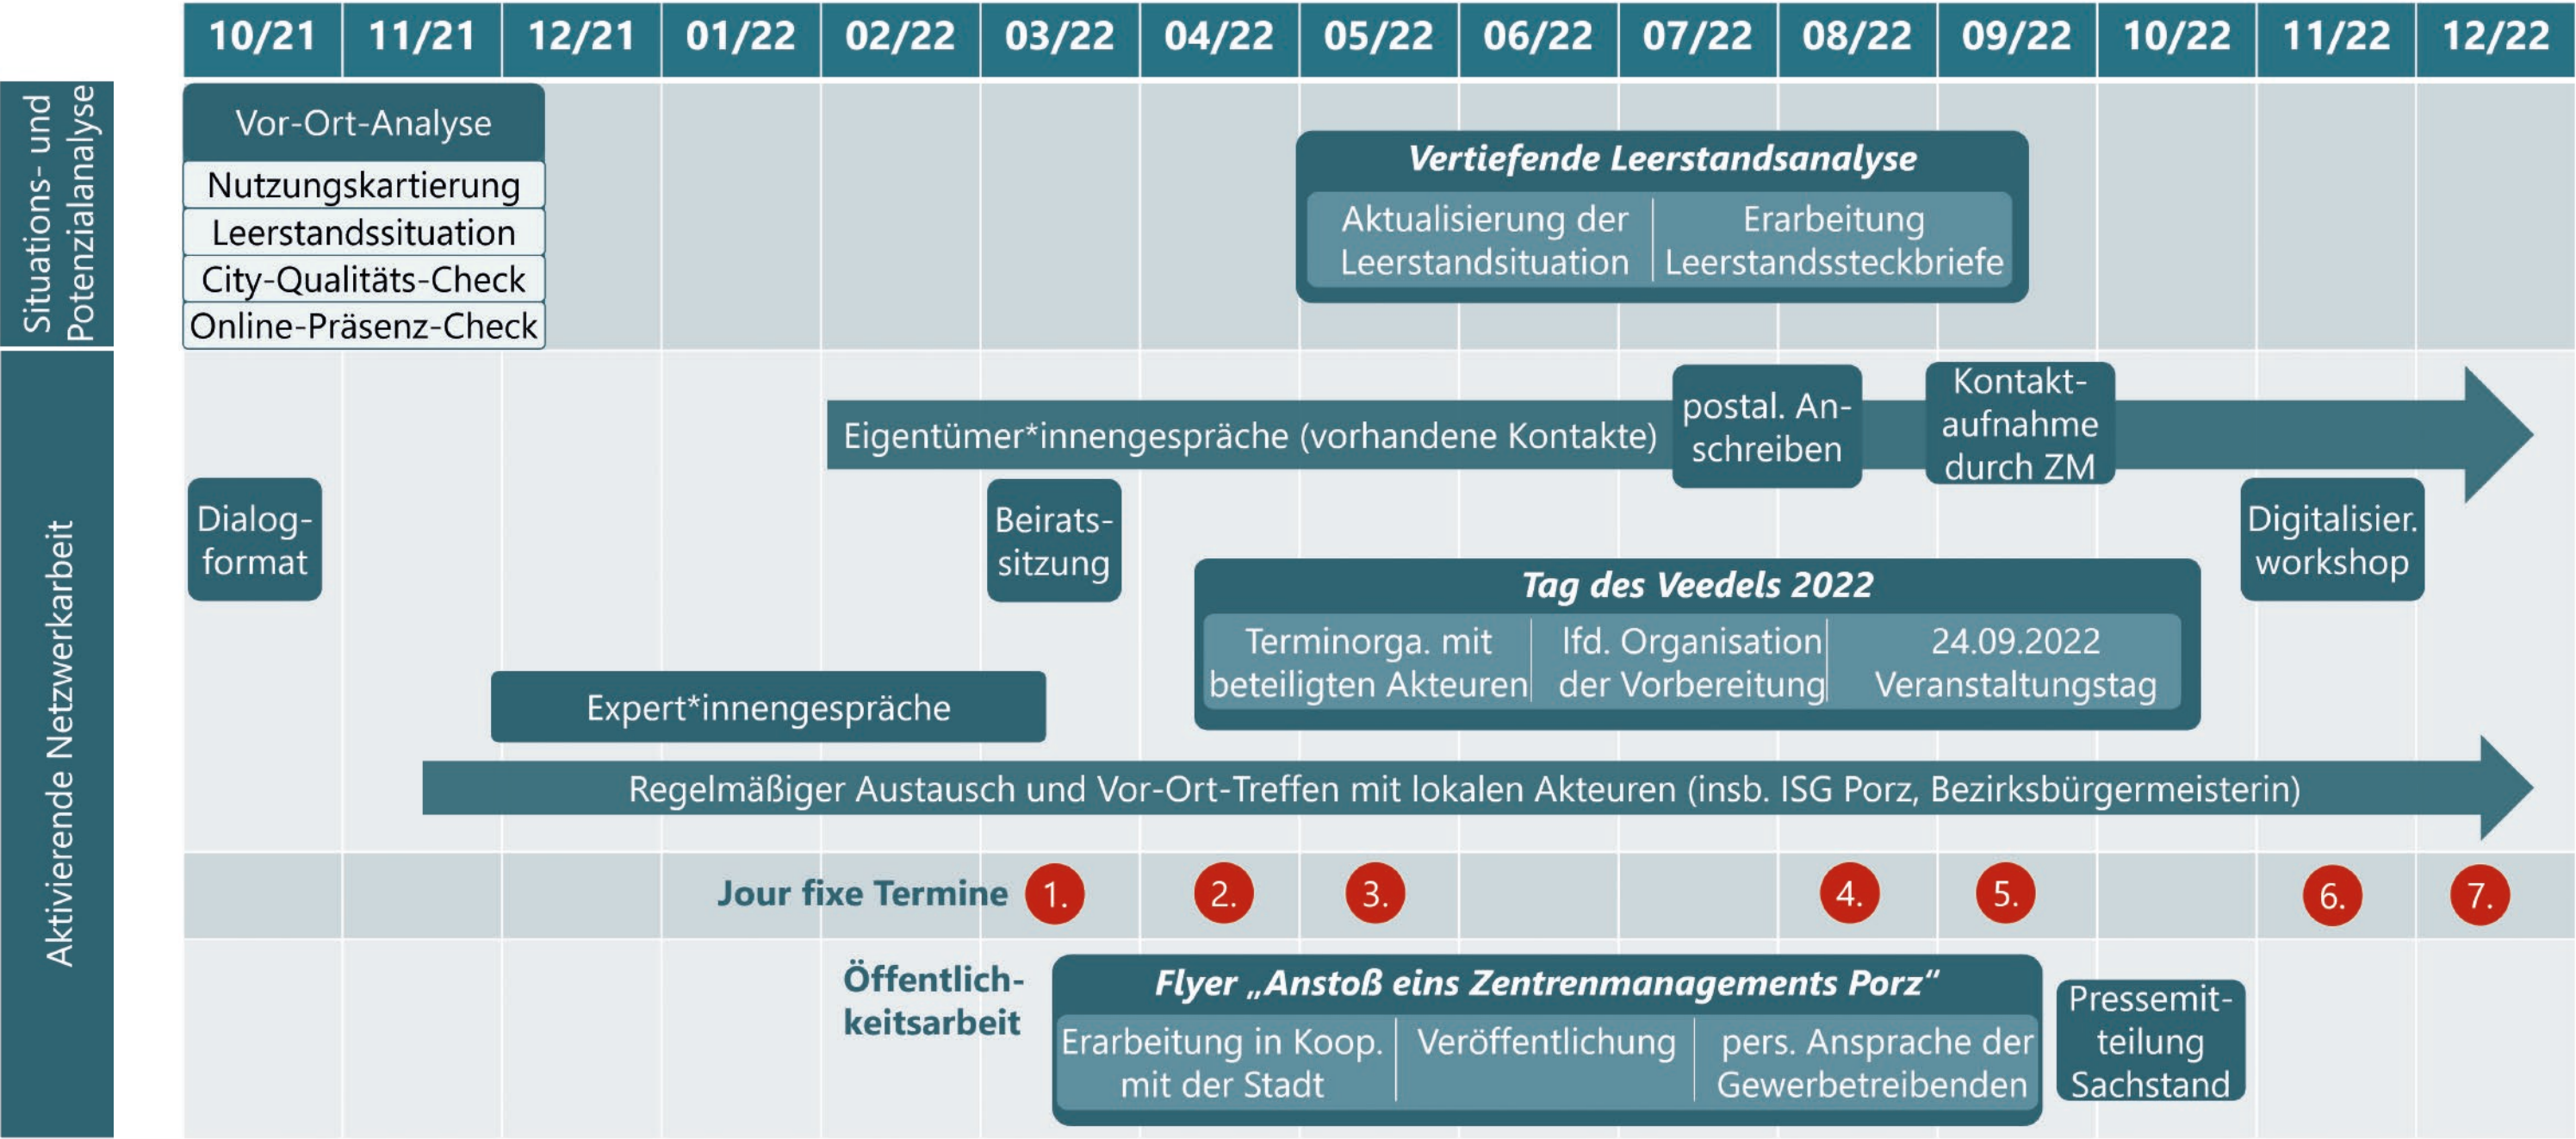 10/21 11/21 12/21 01/22 02/22 03/22 04/22 05/22 06/22 07/22 08/22 09/22 10/22 11/22 12/22
Situations- und
Potenzialanalyse
Vor-Ort-Analyse
Nutzungskartierung
Leerstandssituation
City-Qualitäts-Check
Online-Präsenz-Check
Vertiefende Leerstandsanalyse
Aktualisierung der
Leerstandsituation
Erarbeitung
Leerstandssteckbriefe
Aktivierende Netzwerkarbeit
Eigentümer*innengespräche (vorhandene Kontakte)
postal. An-
schreiben
Kontakt-
aufnahme
durch ZM
Dialog-
format
Beirats-
sitzung
Digitalisier.
workshop
Tag des Veedels 2022
Terminorga. mit
beteiligten Akteuren
lfd. Organisation
der Vorbereitung
24.09.2022
Veranstaltungstag
Expert*innengespräche
Regelmäßiger Austausch und Vor-Ort-Treffen mit lokalen Akteuren (insb. ISG Porz, Bezirksbürgermeisterin)
Jour fixe Termine 1. 2. 3. 4. 5. 6. 7.
Öffentlich-
keitsarbeit
Flyer „Anstoß eins Zentrenmanagements Porz“
Erarbeitung in Koop.
mit der Stadt
Veröffentlichung
pers. Ansprache der
Gewerbetreibenden
Pressemit-
teilung
Sachstand